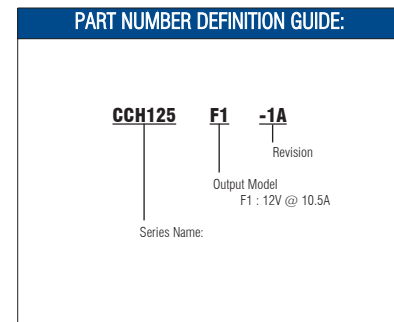 PART NUMBER DEFINITION GUIDE:
CCH125 F1 -1A
Revision
Output Model
F1 : 12V @ 10.5A
Series Name: